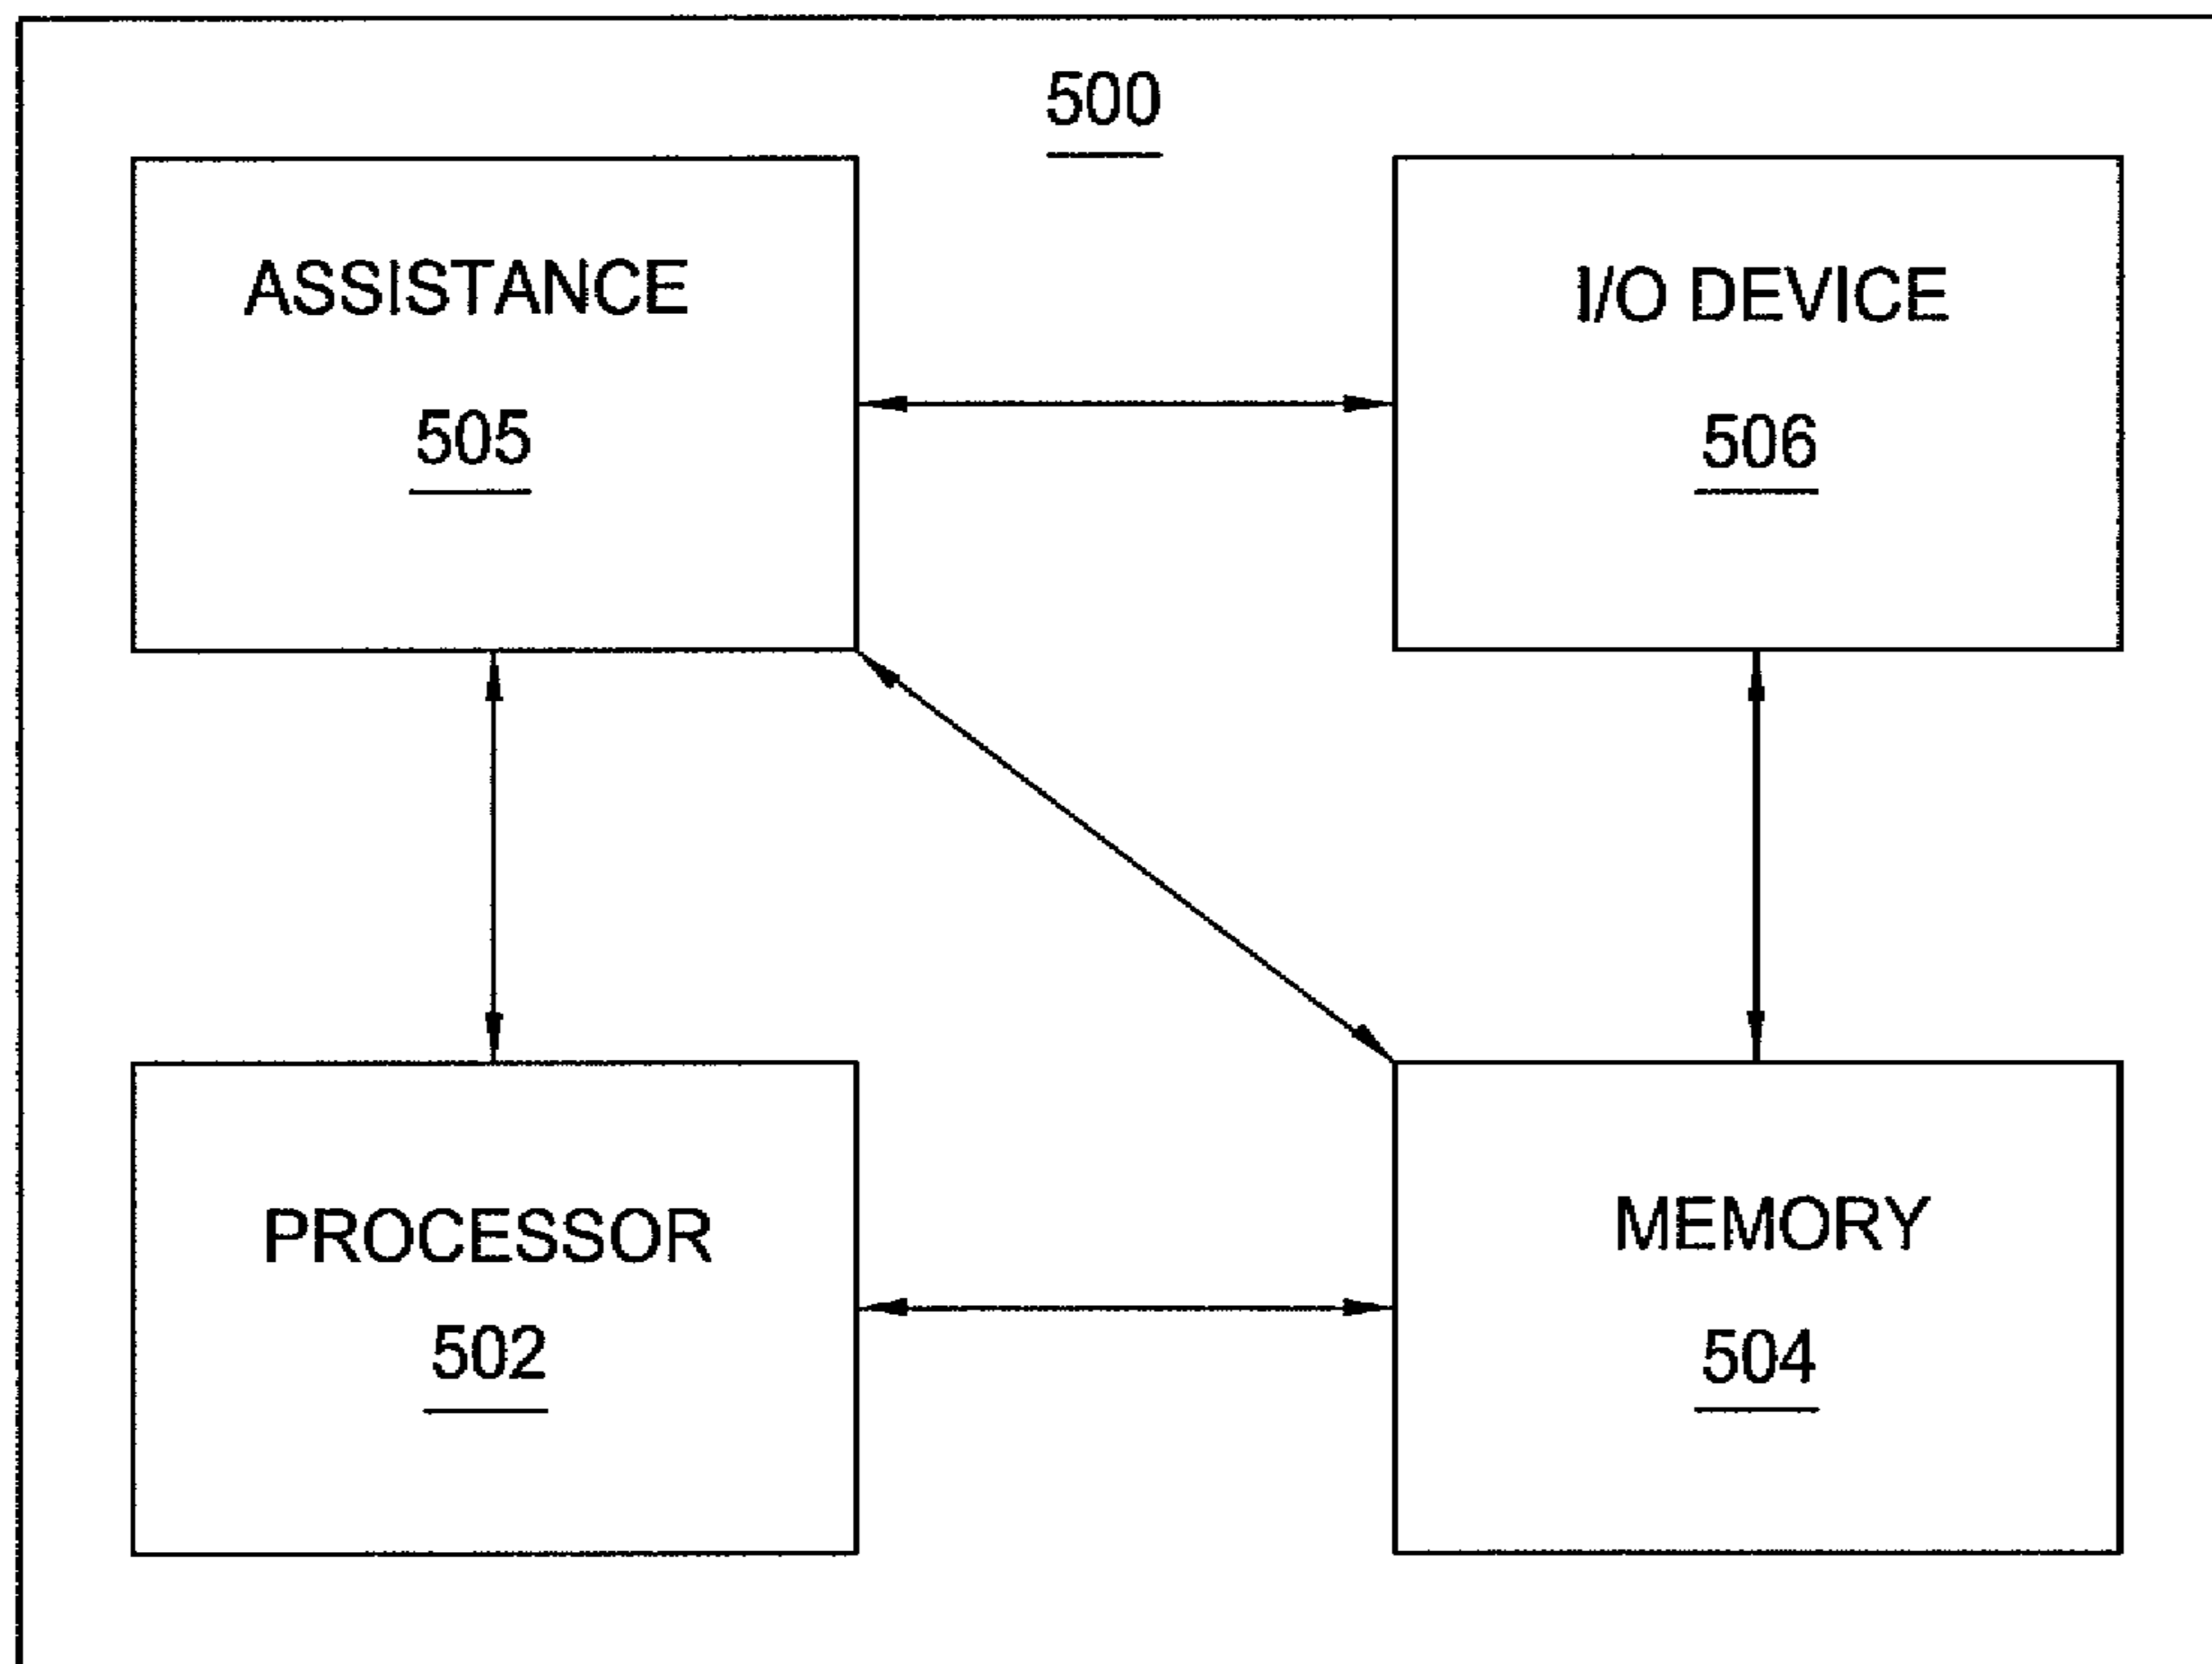 500
ASSISTANCE
505
I/O DEVICE
506
PROCESSOR
502
MEMORY
504